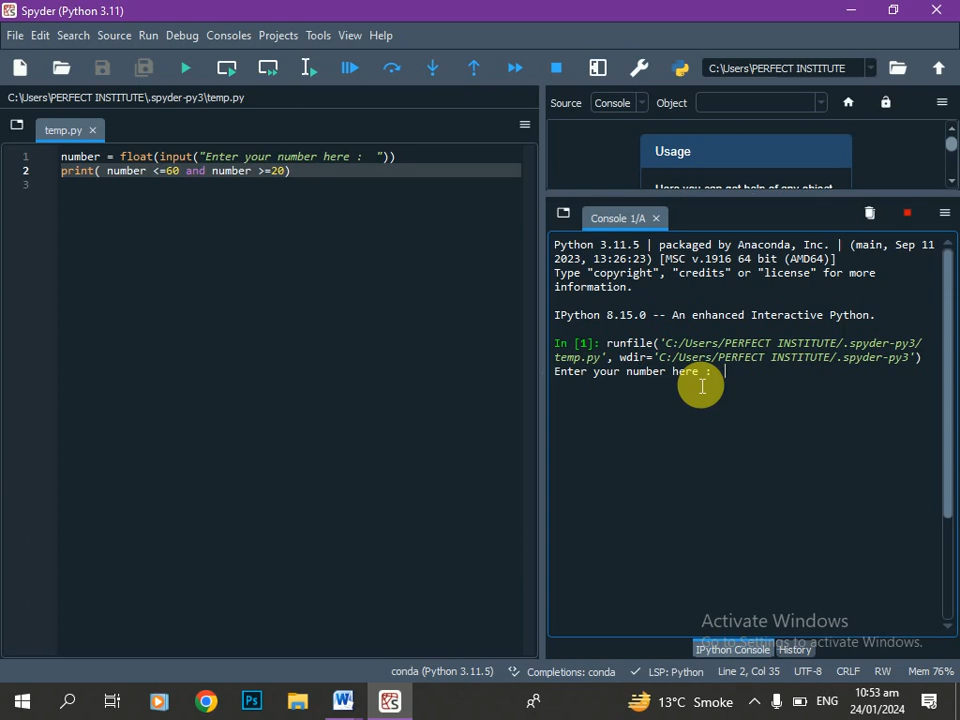 Spyder (Python 3.11)
File Edit Search Source Run Debug Consoles Projects Tools View Help
C:\Users\PERFECT INSTITUTE
C:\Users\PERFECT INSTITUTE\.spyder-py3\temp.py
temp.py
1 number = float(input("Enter your number here :  "))
2 print( number <=60 and number >=20)
3
Source Console Object
Usage
Here you can get help of any object
Console 1/A
Python 3.11.5 | packaged by Anaconda, Inc. | (main, Sep 11
2023, 13:26:23) [MSC v.1916 64 bit (AMD64)]
Type "copyright", "credits" or "license" for more
information.
IPython 8.15.0 -- An enhanced Interactive Python.
In [1]: runfile('C:/Users/PERFECT INSTITUTE/.spyder-py3/
temp.py', wdir='C:/Users/PERFECT INSTITUTE/.spyder-py3')
Enter your number here :
Activate Windows
Go to Settings to activate Windows.
IPython Console History
conda (Python 3.11.5) Completions: conda LSP: Python Line 2, Col 35 UTF-8 CRLF RW Mem 76%
Ps W 13°C Smoke ENG 10:53 am
24/01/2024